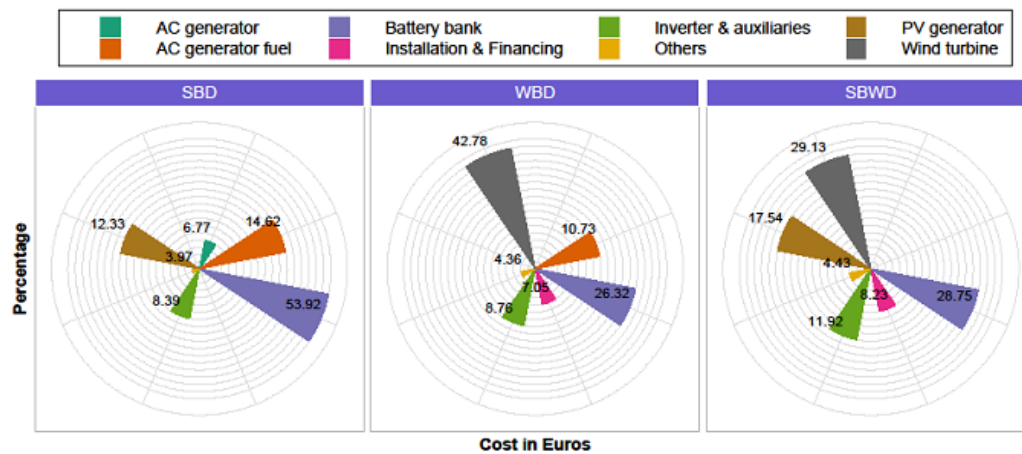 AC generator Battery bank Inverter & auxiliaries PV generator
AC generator fuel Installation & Financing Others Wind turbine
SBD WBD SBWD
42.78
29.13
12.33 6.77 14.62
10.73
17.54
3.97
4.36
4.43
8.39 53.92
8.76 7.05 26.32
11.92 8.23 28.75
Percentage
Cost in Euros